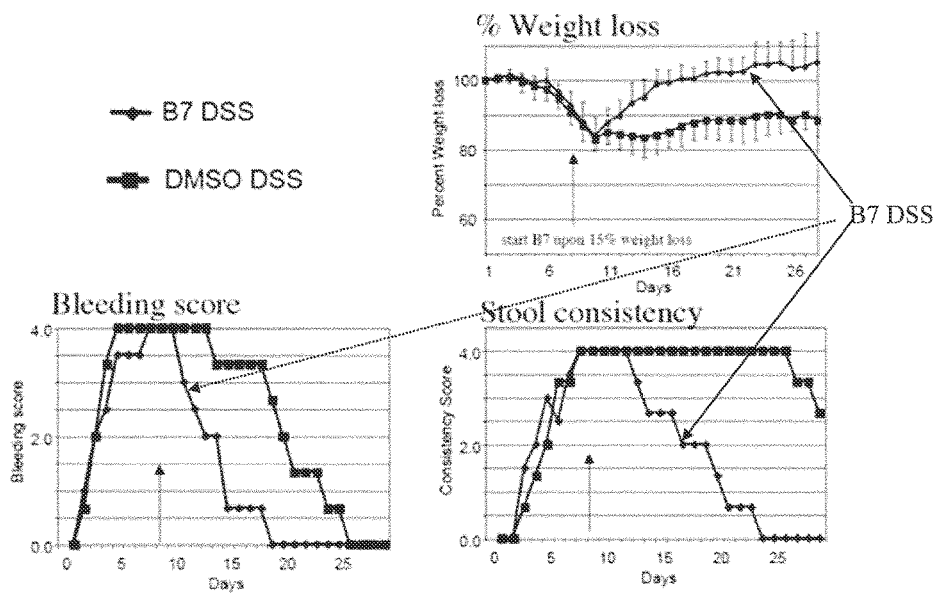 % Weight loss
B7 DSS
DMSO DSS
Percent Weight loss
100
80
60
start B7 upon 15% weight loss
1 6 11 16 21 26
Days
B7 DSS
Bleeding score
Bleeding score
4.0
2.0
0.0
0 5 10 15 20 25
Days
Stool consistency
Consistency Score
4.0
2.0
0.0
0 5 10 15 20 25
Days